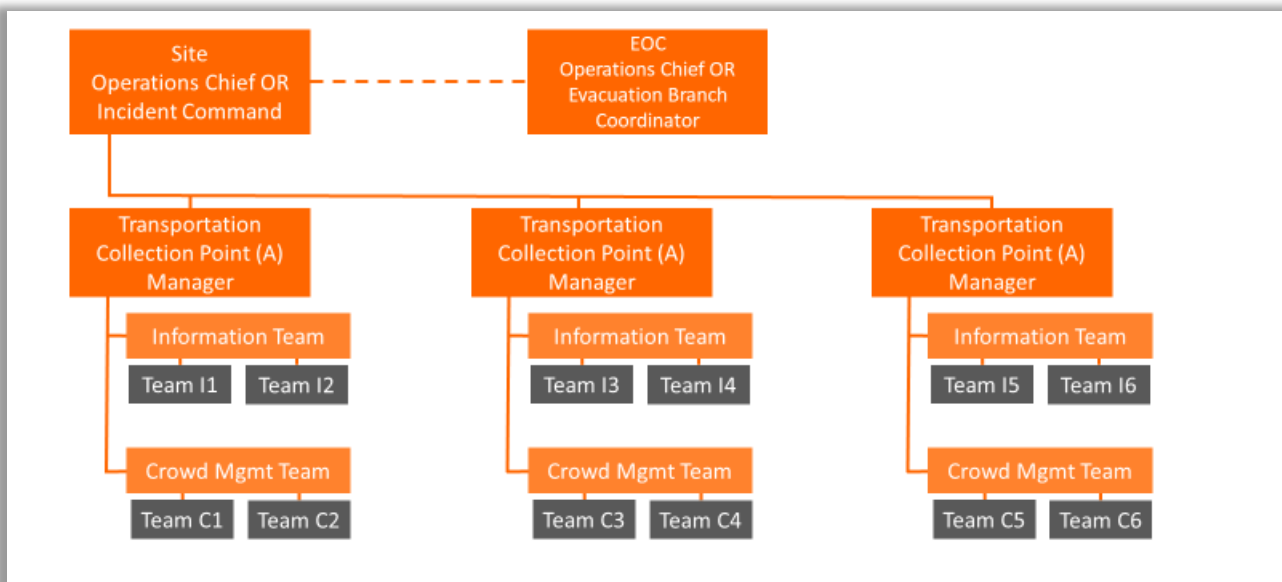 Site
Operations Chief OR
Incident Command
EOC
Operations Chief OR
Evacuation Branch
Coordinator
Transportation
Collection Point (A)
Manager
Transportation
Collection Point (A)
Manager
Transportation
Collection Point (A)
Manager
Information Team
Team I1
Team I2
Information Team
Team I3
Team I4
Information Team
Team I5
Team I6
Crowd Mgmt Team
Team C1
Team C2
Crowd Mgmt Team
Team C3
Team C4
Crowd Mgmt Team
Team C5
Team C6